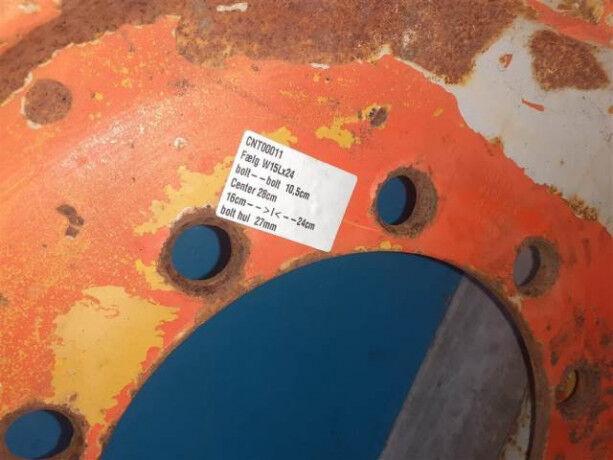 CNT00011
Fælg W15Lx24
bolt--bolt 10,5cm
Center 28cm
16cm-->I<--24cm
bolt hul 27mm